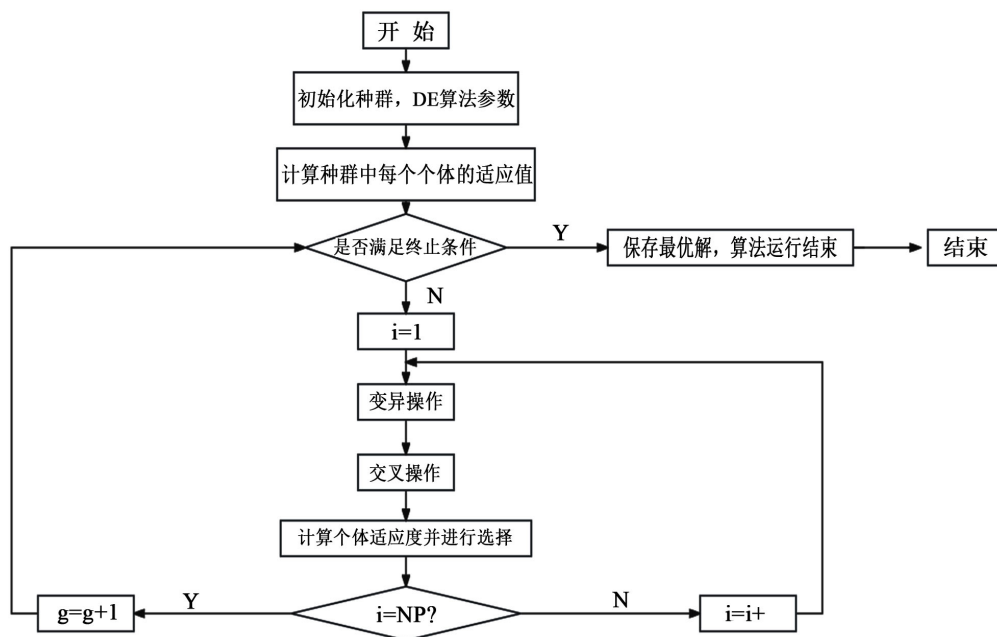 开 始
初始化种群，DE算法参数
计算种群中每个个体的适应值
是否满足终止条件
Y
保存最优解，算法运行结束
结束
N
i=1
变异操作
交叉操作
计算个体适应度并进行选择
g=g+1
Y
i=NP?
N
i=i+